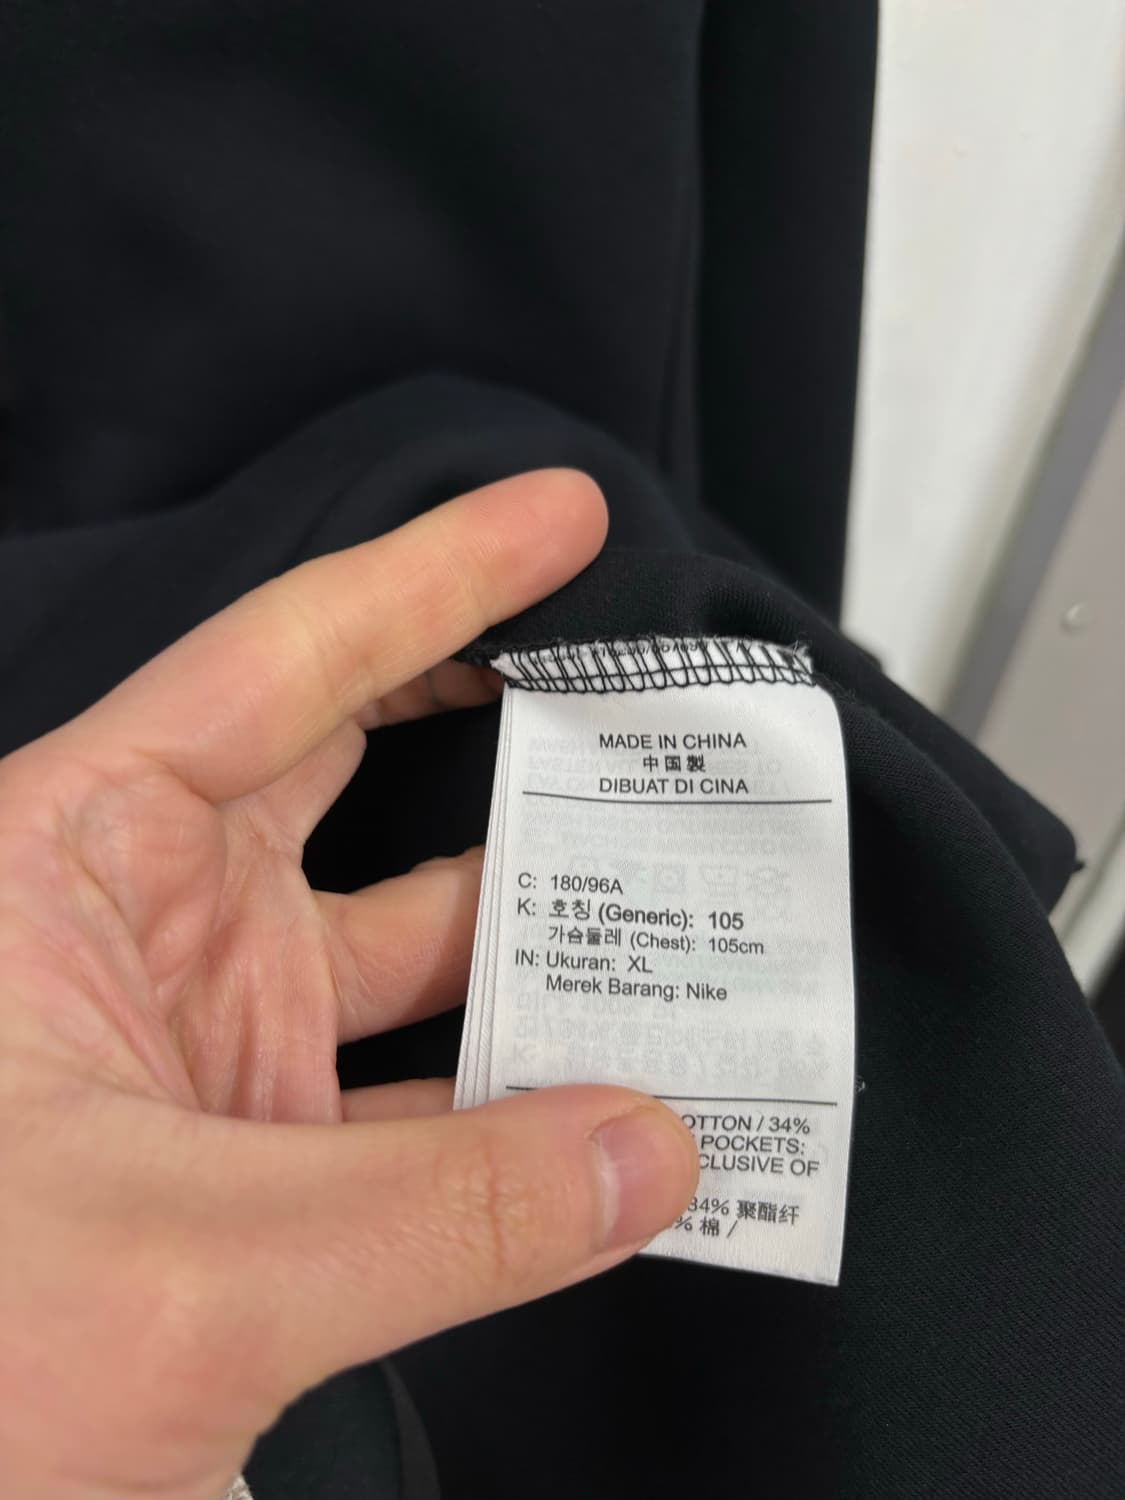 MADE IN CHINA
中国製
DIBUAT DI CINA
C: 180/96A
K: 호칭 (Generic): 105
가슴둘레 (Chest): 105cm
IN: Ukuran: XL
Merek Barang: Nike
OTTON / 34%
POCKETS:
CLUSIVE OF
34% 聚酯纤
% 棉 /